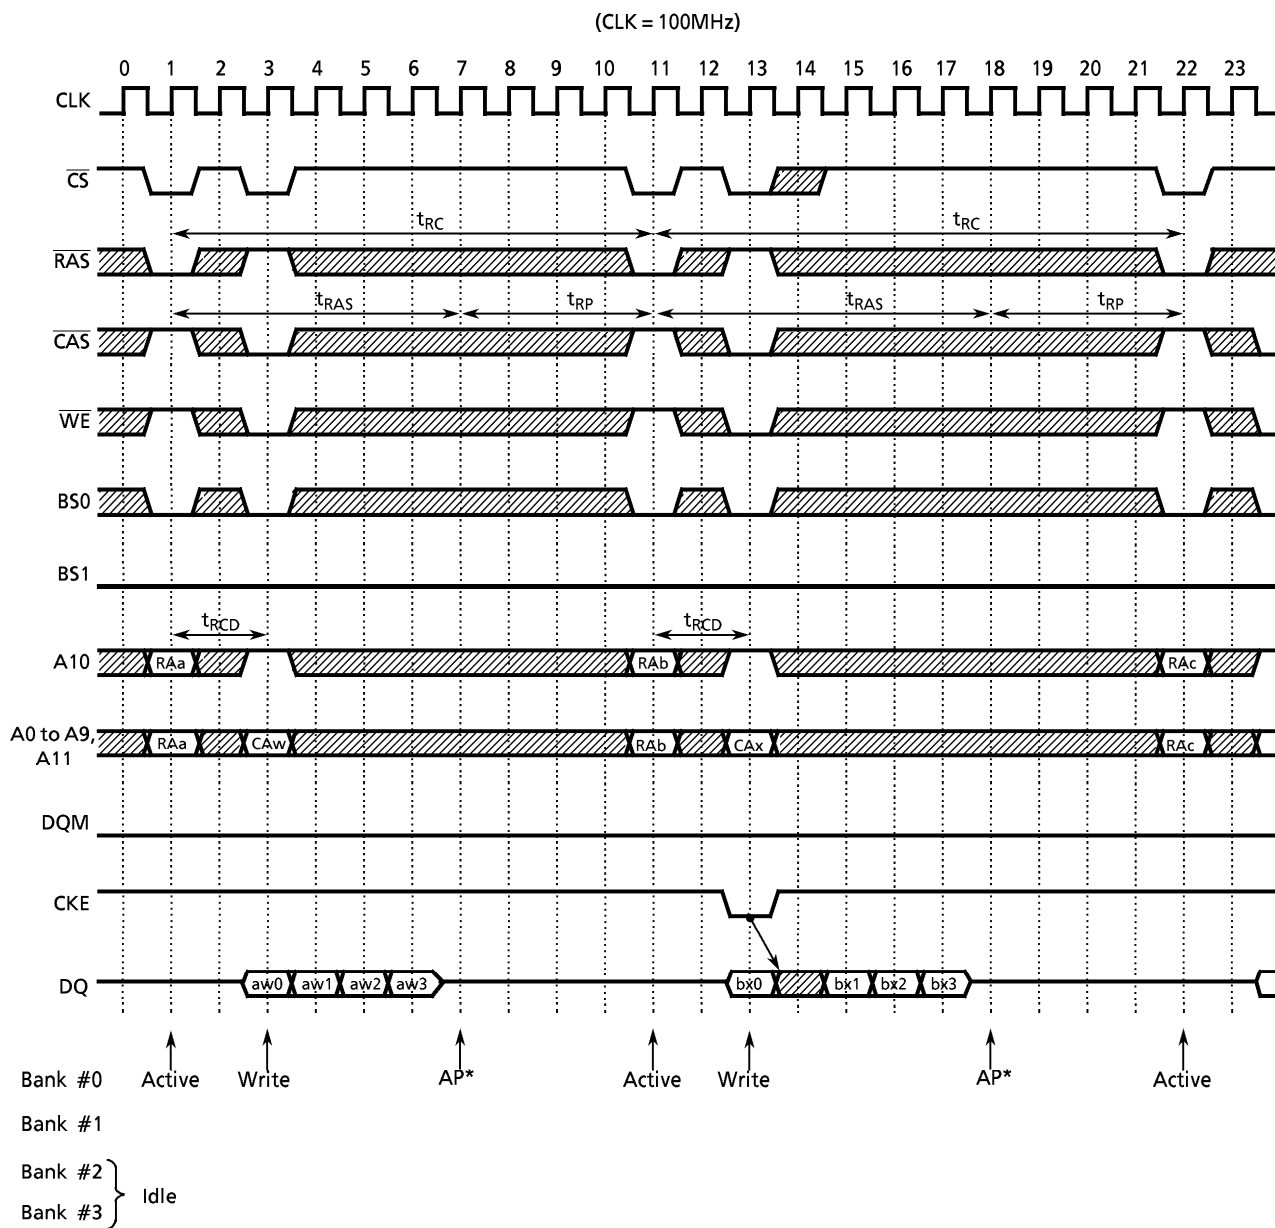 (CLK = 100MHz)
0 1 2 3 4 5 6 7 8 9 10 11 12 13 14 15 16 17 18 19 20 21 22 23
CLK
CS
tRC tRC
RAS
tRAS tRP tRAS tRP
CAS
WE
BS0
BS1
tRCD tRCD
A10 RAa RAb RAc
A0 to A9, RAa CAw RAb CAx RAc
A11
DQM
CKE
DQ aw0 aw1 aw2 aw3 bx0 bx1 bx2 bx3
Bank #0 Active Write AP* Active Write AP* Active
Bank #1
Bank #2
Idle
Bank #3